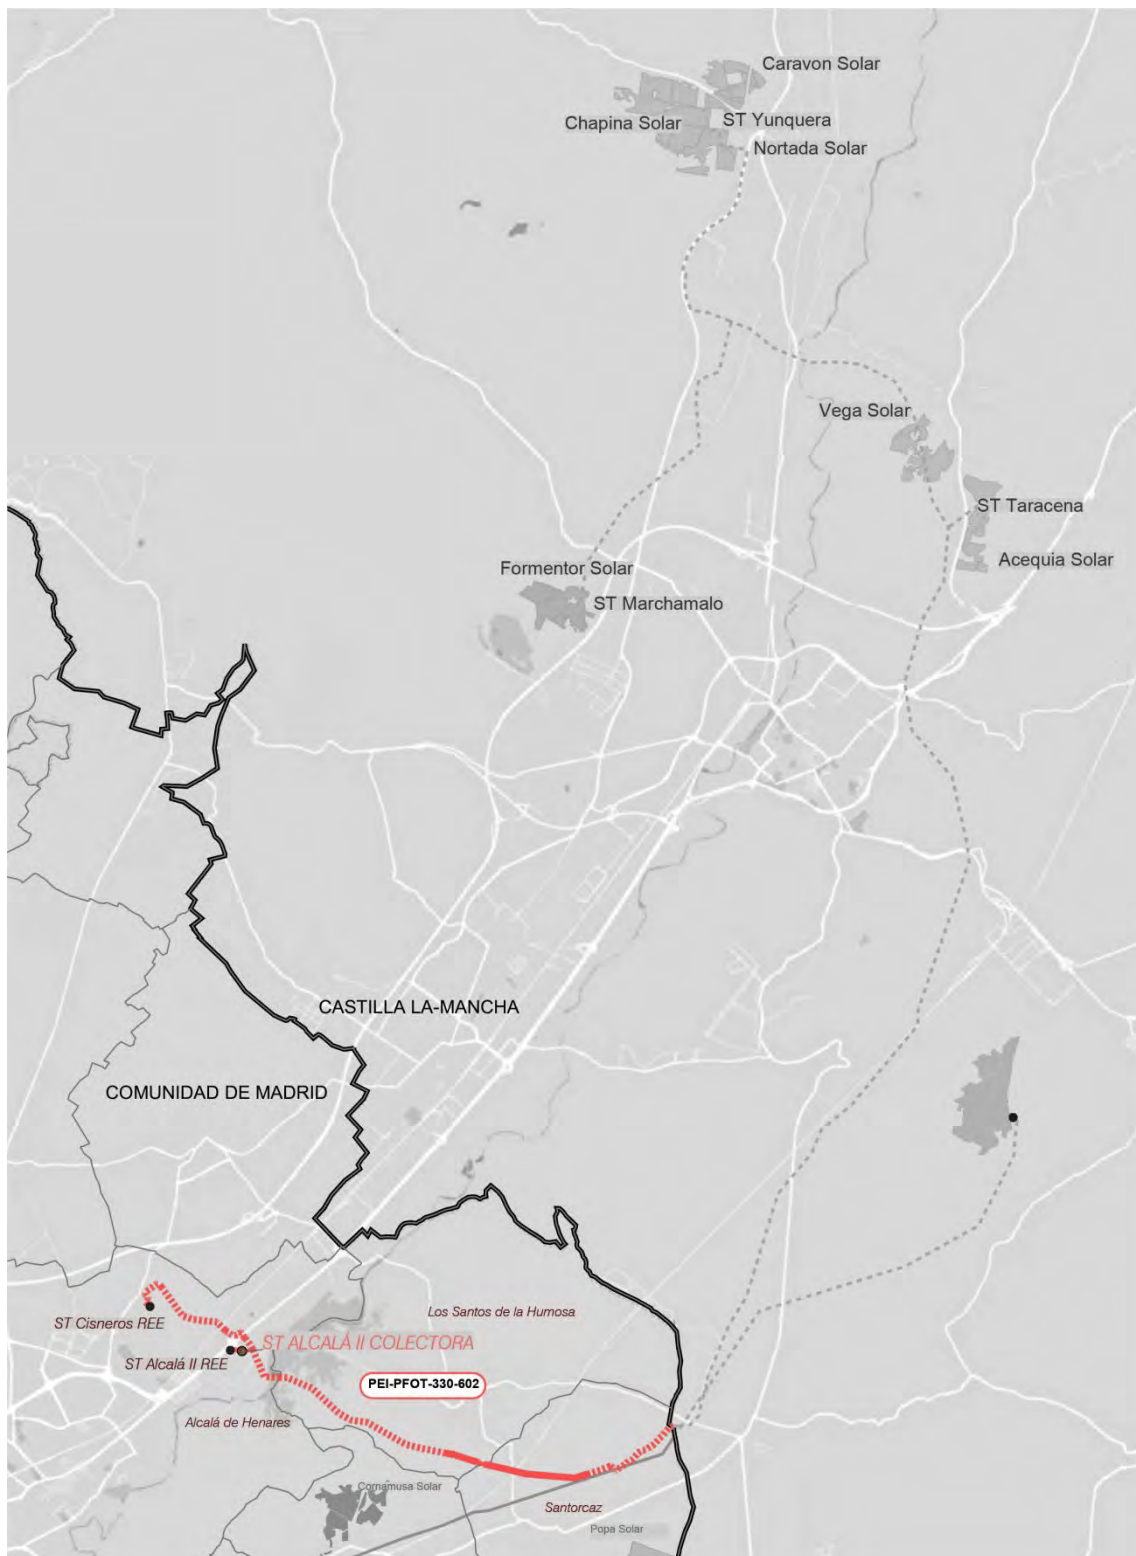 Caravon Solar
ST Yunquera
Chapina Solar
Nortada Solar
Vega Solar
ST Taracena
Acequia Solar
Formentor Solar
ST Marchamalo
CASTILLA LA-MANCHA
COMUNIDAD DE MADRID
Los Santos de la Humosa
ST Cisneros REE
ST ALCALÁ II COLECTORA
ST Alcalá II REE
PEI-PFOT-330-602
Alcalá de Henares
Cornamusa Solar
Santorcaz
Popa Solar